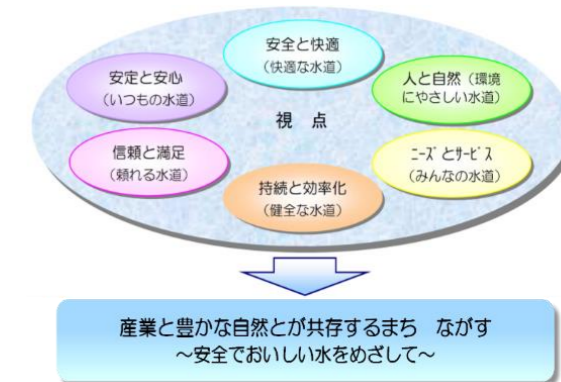 安全と快適
（快適な水道）
安定と安心
（いつもの水道）
人と自然（環境
にやさしい水道）
視　点
信頼と満足
（頼れる水道）
ニーズとサービス
（みんなの水道）
持続と効率化
（健全な水道）
産業と豊かな自然とが共存するまち　ながす
～安全でおいしい水をめざして～